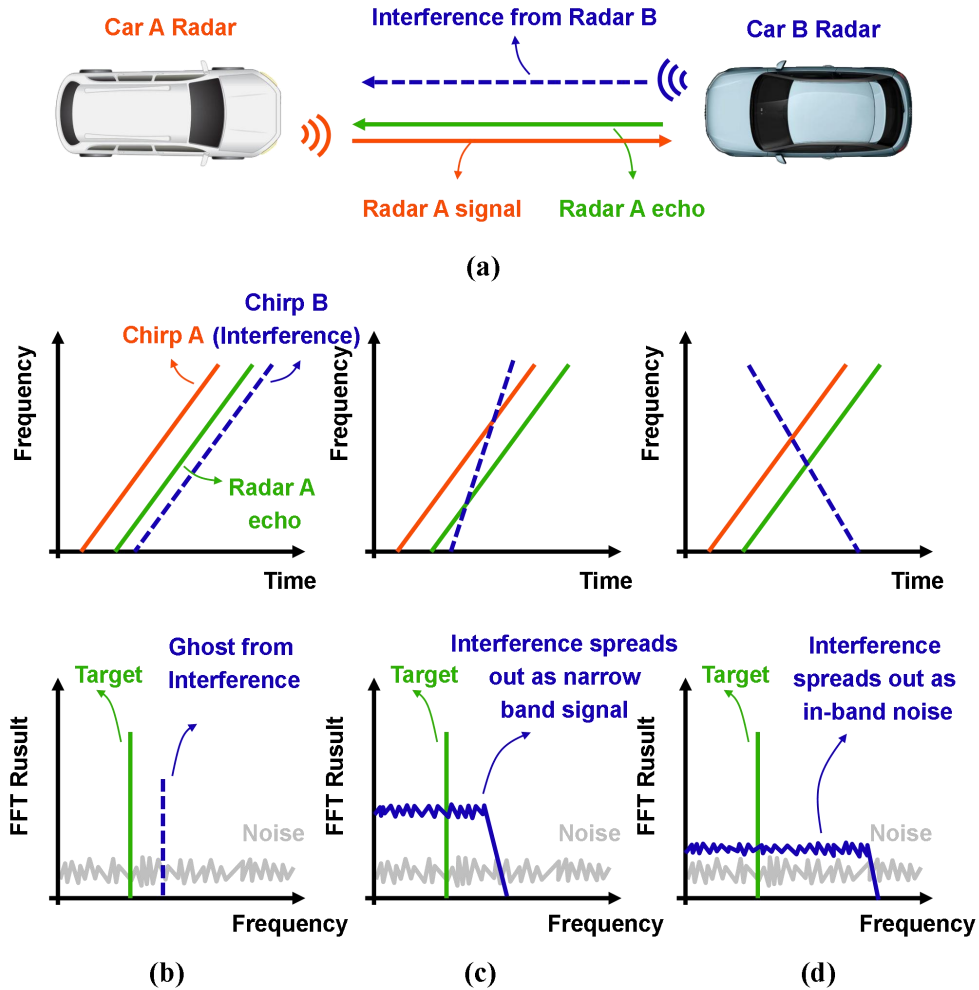 Interference from Radar B
Car A Radar
Car B Radar
Radar A signal
Radar A echo
(a)
Chirp B
Chirp A (Interference)
Frequency
Radar A
echo
Time
Frequency
Time
Frequency
Time
Ghost from
Interference
Target
FFT Rusult
Noise
Frequency
(b)
Interference spreads
out as narrow
band signal
Target
FFT Rusult
Noise
Frequency
(c)
Interference
spreads out as
in-band noise
Target
FFT Rusult
Noise
Frequency
(d)